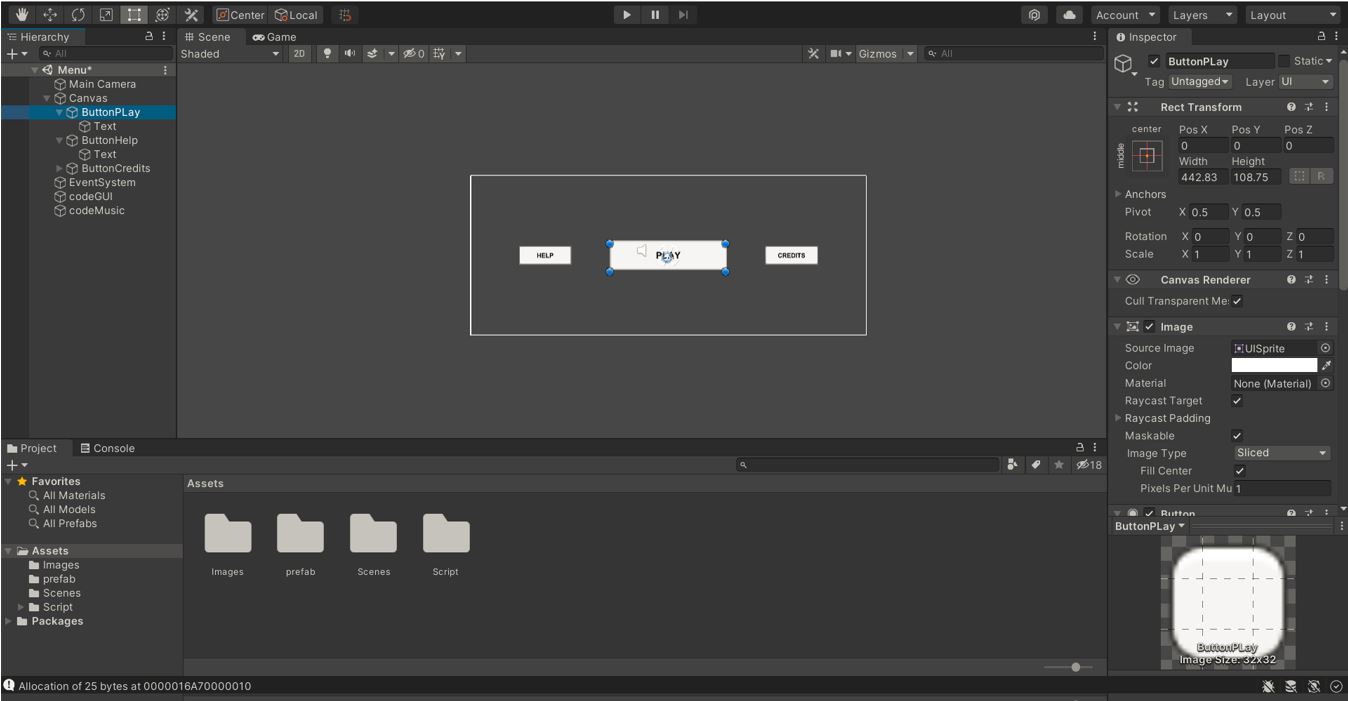 Center Local Account Layers Layout
Hierarchy
All
Menu*
Main Camera
Canvas
ButtonPLay
Text
ButtonHelp
Text
ButtonCredits
EventSystem
codeGUI
codeMusic
Scene Game
Shaded 2D 0 Gizmos All
HELP PLAY CREDITS
Inspector
ButtonPLay Static
Tag Untagged Layer UI
Rect Transform
center Pos X Pos Y Pos Z
middle 0 0 0
Width Height
442.83 108.75 R
Anchors
Pivot X 0.5 Y 0.5
Rotation X 0 Y 0 Z 0
Scale X 1 Y 1 Z 1
Canvas Renderer
Cull Transparent Me:
Image
Source Image UISprite
Color
Material None (Material)
Raycast Target
Raycast Padding
Maskable
Image Type Sliced
Fill Center
Pixels Per Unit Mu 1
Button
ButtonPLay
ButtonPLay
Image Size: 32x32
Project Console
18
Favorites
All Materials
All Models
All Prefabs
Assets
Images
prefab
Scenes
Script
Packages
Assets
Images prefab Scenes Script
Allocation of 25 bytes at 0000016A70000010